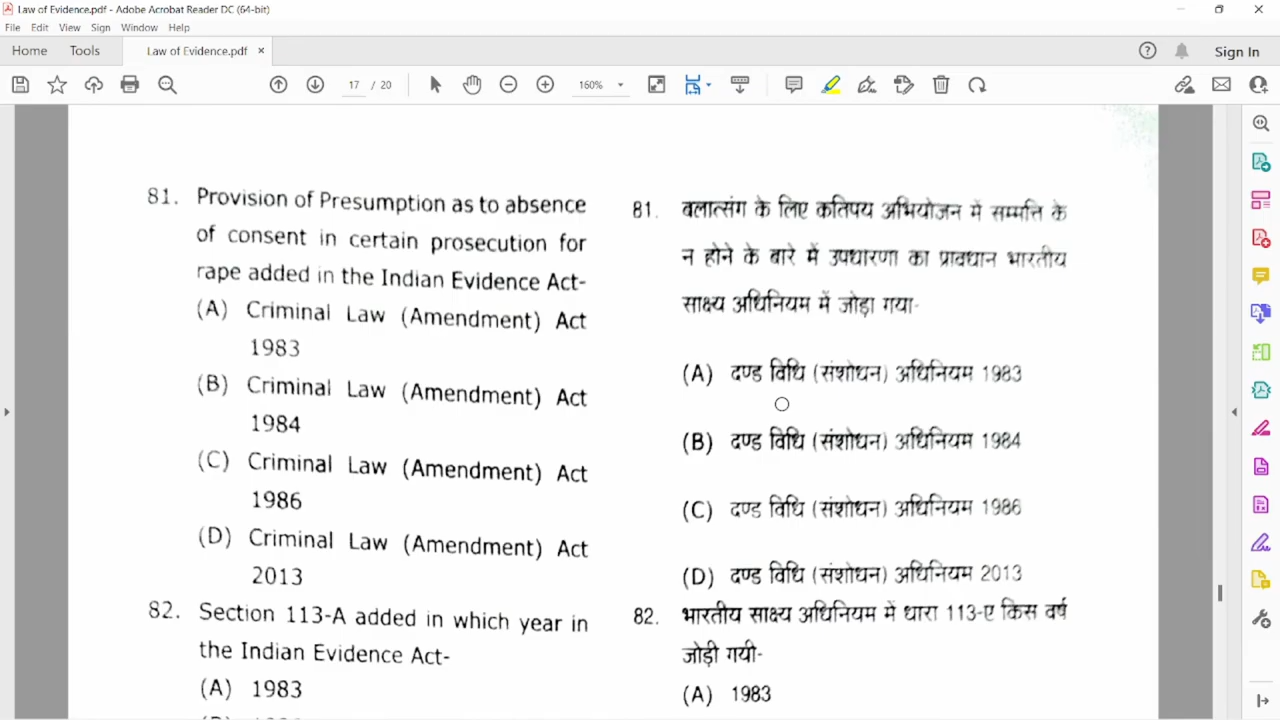 Law of Evidence.pdf - Adobe Acrobat Reader DC (64-bit)
File Edit View Sign Window Help
Home Tools Law of Evidence.pdf × Sign In
17 / 20 160%
81. Provision of Presumption as to absence
of consent in certain prosecution for
rape added in the Indian Evidence Act-
(A) Criminal Law (Amendment) Act
1983
(B) Criminal Law (Amendment) Act
1984
(C) Criminal Law (Amendment) Act
1986
(D) Criminal Law (Amendment) Act
2013
82. Section 113-A added in which year in
the Indian Evidence Act-
(A) 1983
81. बलात्संग के लिए कतिपय अभियोजन में सम्मत्ति के
न होने के बारे में उपधारणा का प्रावधान भारतीय
साक्ष्य अधिनियम में जोड़ा गया-
(A) दण्ड विधि (संशोधन) अधिनियम 1983
(B) दण्ड विधि (संशोधन) अधिनियम 1984
(C) दण्ड विधि (संशोधन) अधिनियम 1986
(D) दण्ड विधि (संशोधन) अधिनियम 2013
82. भारतीय साक्ष्य अधिनियम में धारा 113-ए किस वर्ष
जोड़ी गयी-
(A) 1983